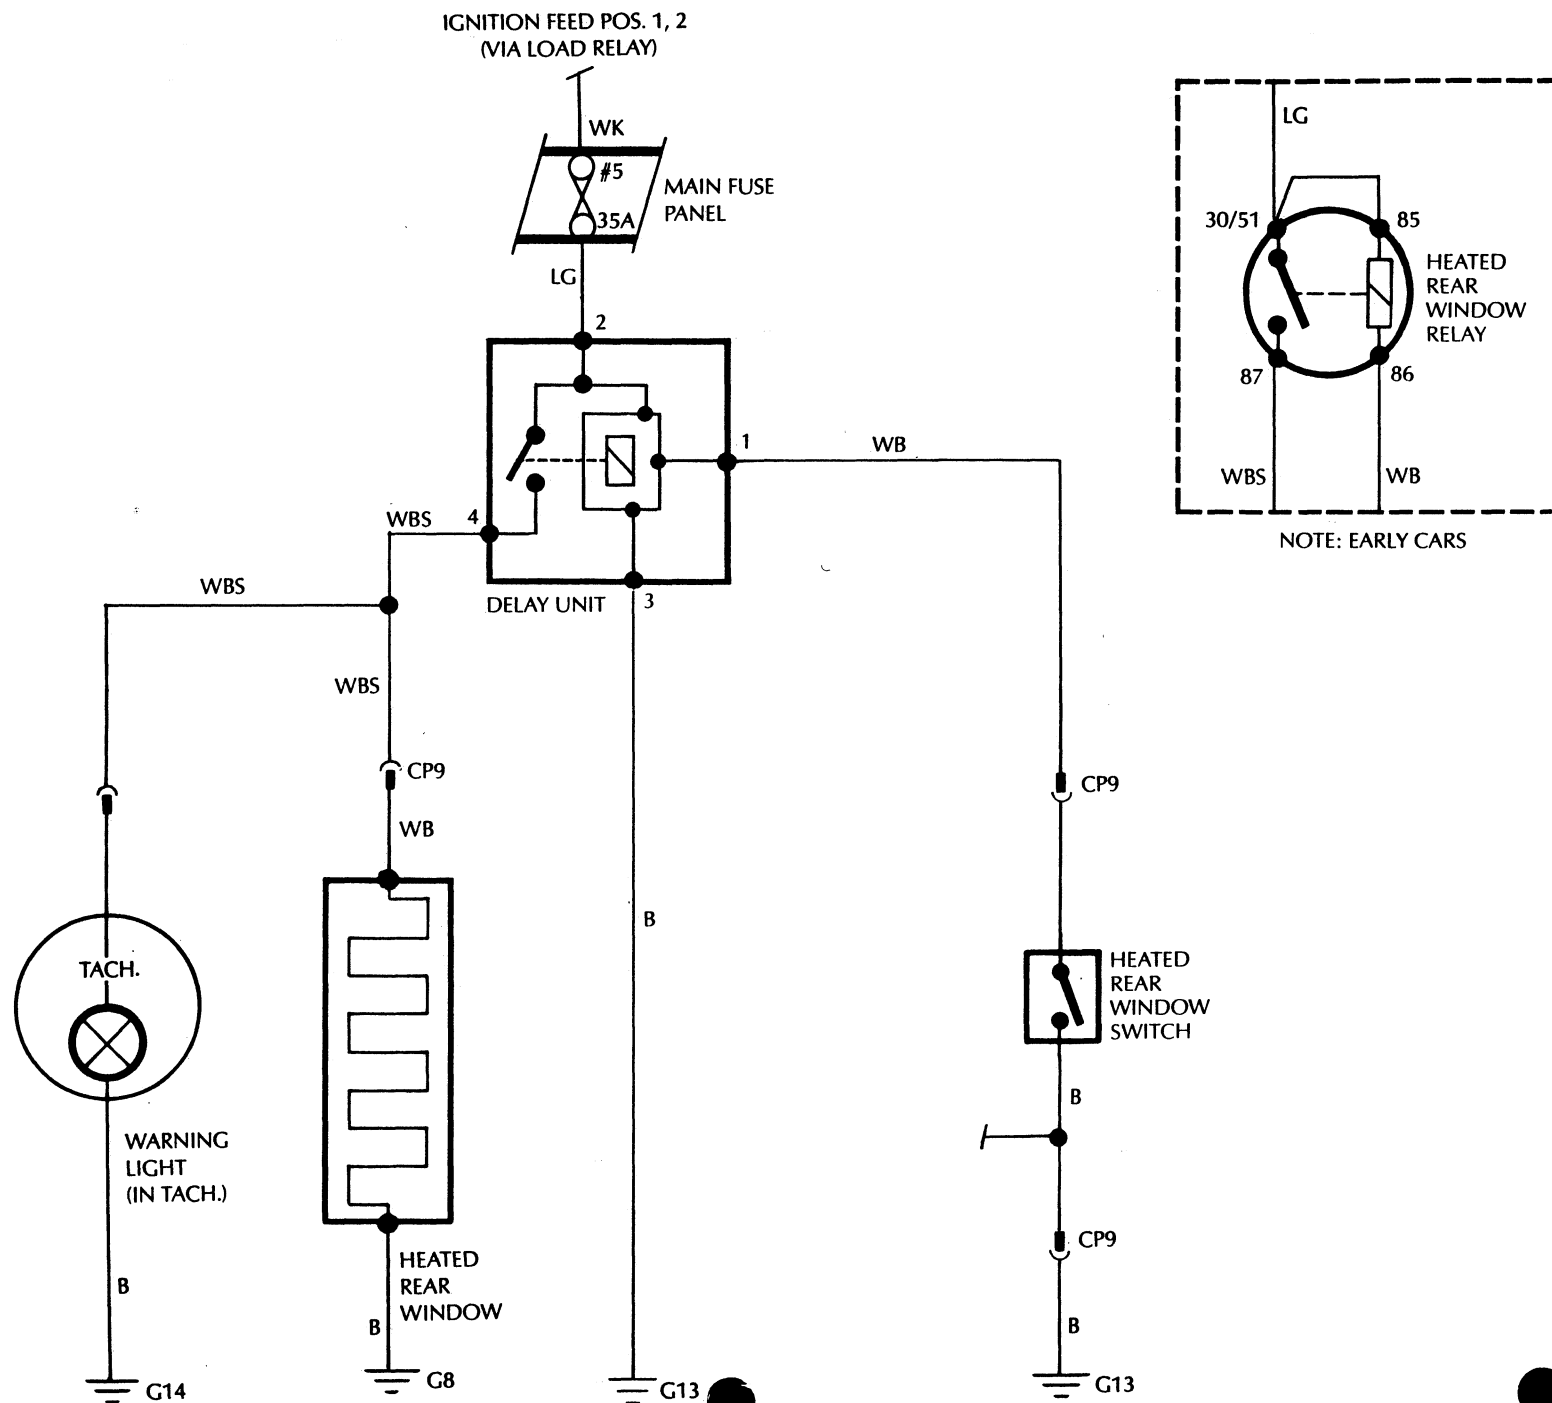 IGNITION FEED POS. 1, 2
(VIA LOAD RELAY)
WK
#5
35A
MAIN FUSE
PANEL
LG
2
1
WB
WBS
4
DELAY UNIT
3
WBS
WBS
CP9
WB
B
TACH.
WARNING
LIGHT
(IN TACH.)
B
G14
HEATED
REAR
WINDOW
B
G8
G13
CP9
HEATED
REAR
WINDOW
SWITCH
B
CP9
B
G13
LG
30/51
85
HEATED
REAR
WINDOW
RELAY
87
86
WBS
WB
NOTE: EARLY CARS